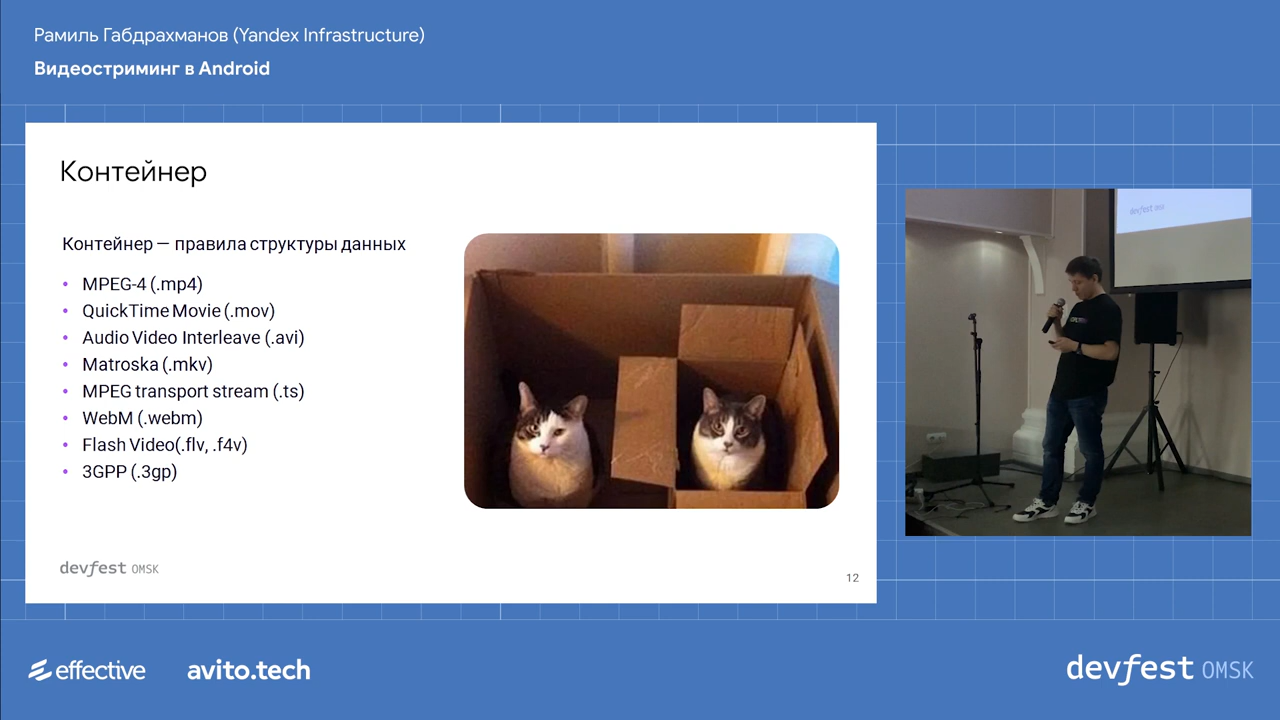 Рамиль Габдрахманов (Yandex Infrastructure)
Видеостриминг в Android
Контейнер
Контейнер — правила структуры данных
• MPEG-4 (.mp4)
• QuickTime Movie (.mov)
• Audio Video Interleave (.avi)
• Matroska (.mkv)
• MPEG transport stream (.ts)
• WebM (.webm)
• Flash Video(.flv, .f4v)
• 3GPP (.3gp)
devfest OMSK
12
devfest OMSK
effective
avito.tech
devfest OMSK